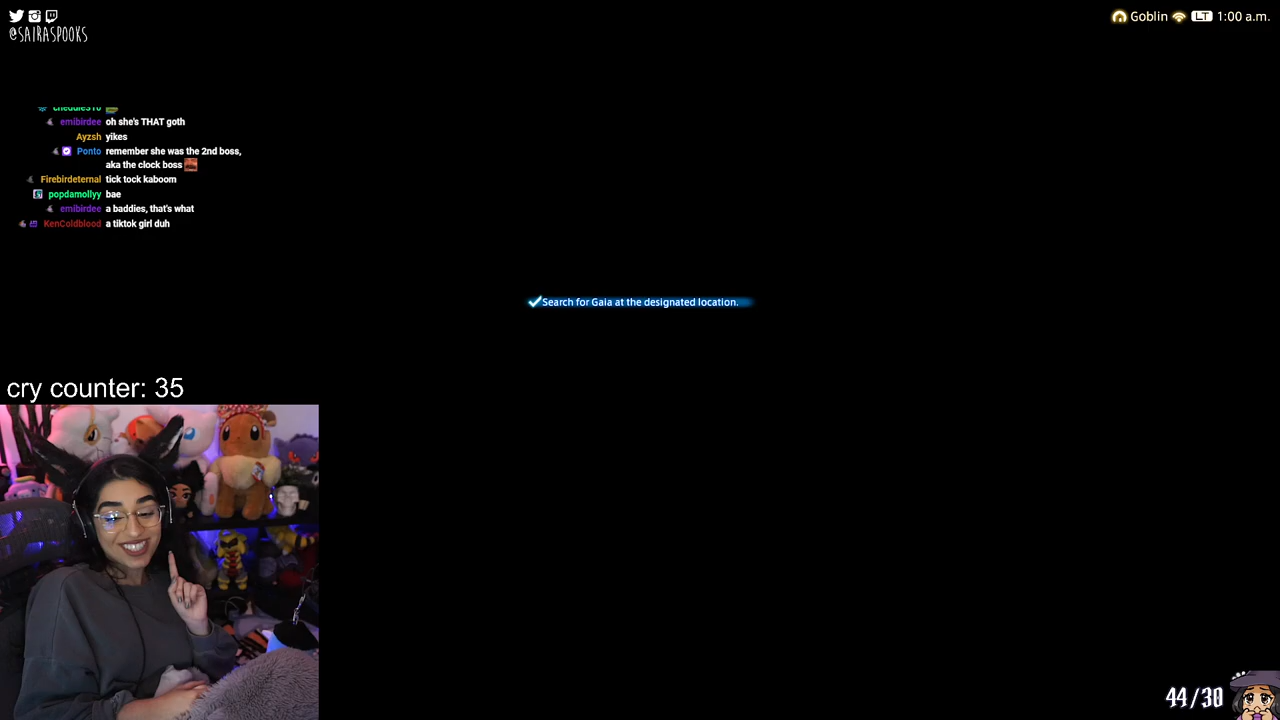 @SAIRASPOOKS
Goblin LT 1:00 a.m.
cheddie310
emibirdee oh she's THAT goth
Ayzsh yikes
Ponto remember she was the 2nd boss,
aka the clock boss
Firebirdeternal tick tock kaboom
popdamollyy bae
emibirdee a baddies, that's what
KenColdblood a tiktok girl duh
Search for Gaia at the designated location.
cry counter: 35
44/30